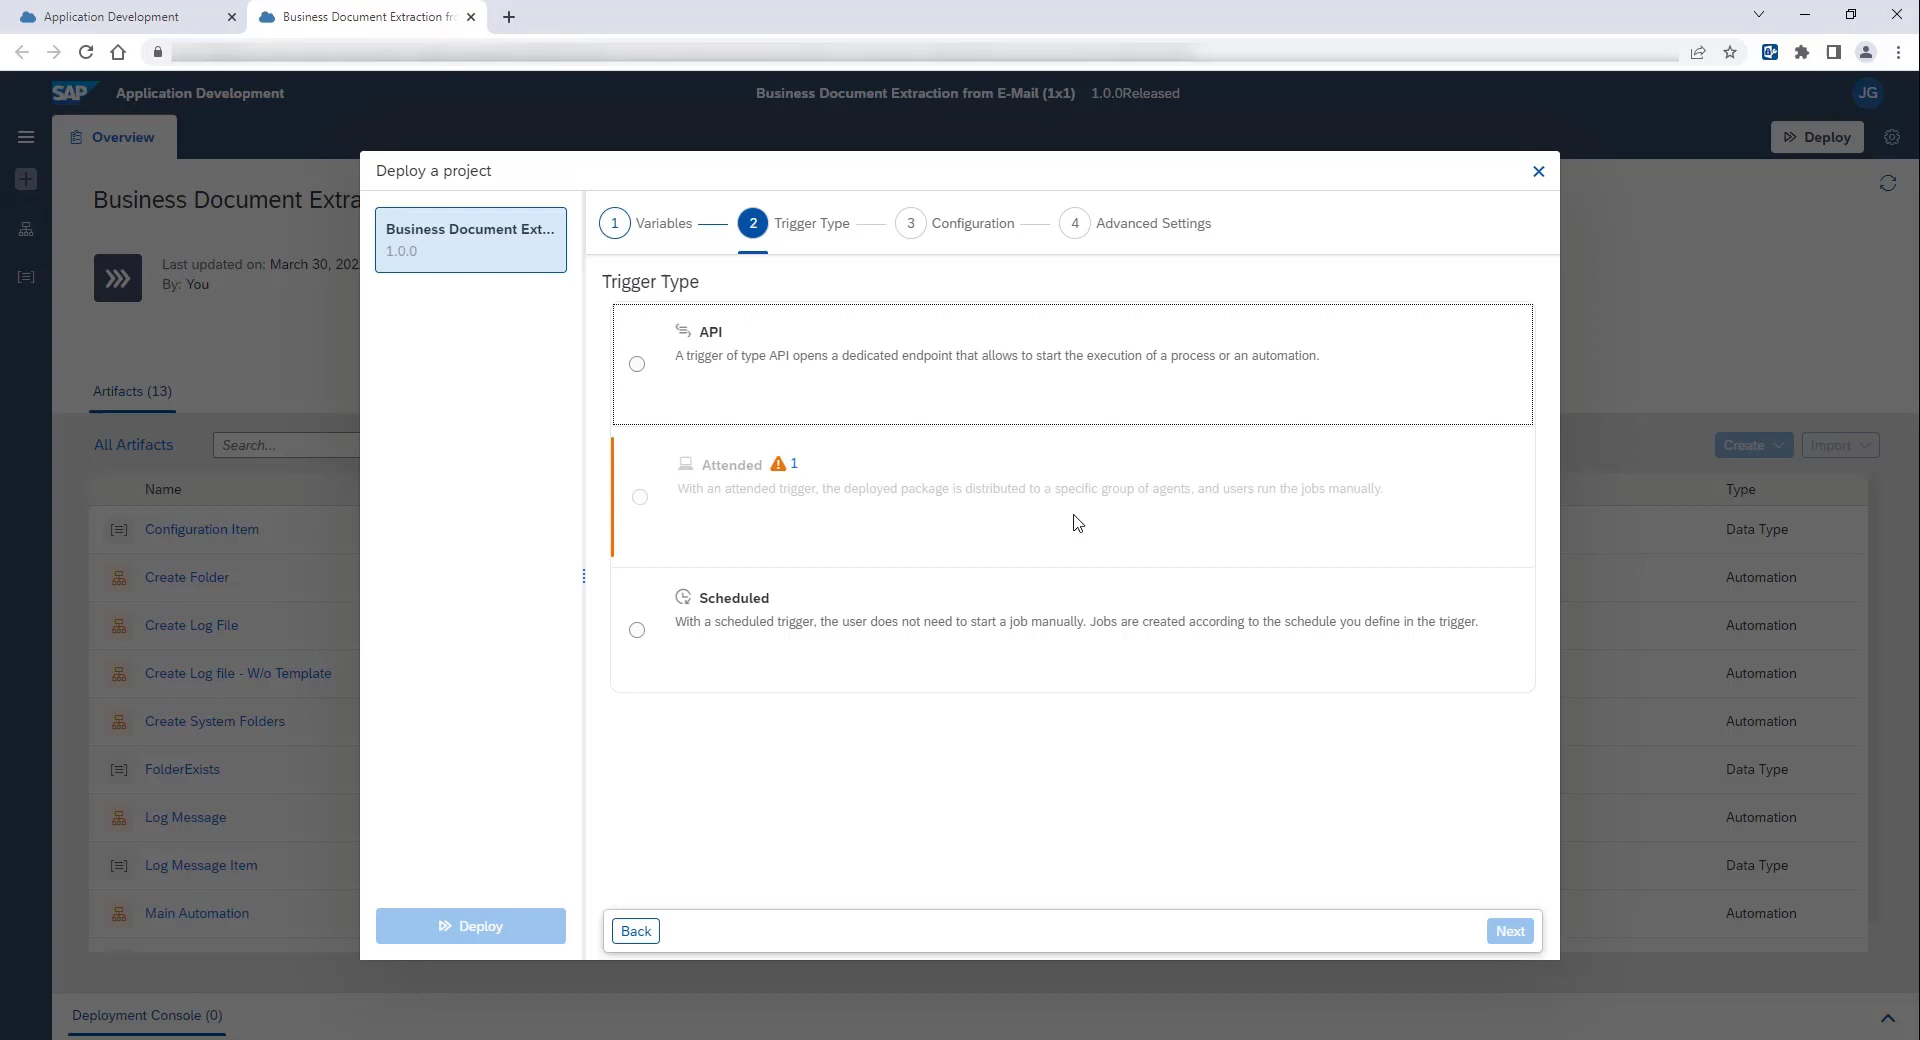 Application Development
Business Document Extraction fr
SAP
Application Development
Business Document Extraction from E-Mail (1x1) 1.0.0Released
JG
Overview
Deploy
Business Document Extra
Last updated on: March 30, 202
By: You
Artifacts (13)
All Artifacts
Search...
Create
Import
Name
Type
Configuration Item
Data Type
Create Folder
Automation
Create Log File
Automation
Create Log file - W/o Template
Automation
Create System Folders
Automation
FolderExists
Data Type
Log Message
Automation
Log Message Item
Data Type
Main Automation
Automation
Deployment Console (0)
Deploy a project
Business Document Ext...
1.0.0
Deploy
1 Variables
2 Trigger Type
3 Configuration
4 Advanced Settings
Trigger Type
API
A trigger of type API opens a dedicated endpoint that allows to start the execution of a process or an automation.
Attended 1
With an attended trigger, the deployed package is distributed to a specific group of agents, and users run the jobs manually.
Scheduled
With a scheduled trigger, the user does not need to start a job manually. Jobs are created according to the schedule you define in the trigger.
Back
Next